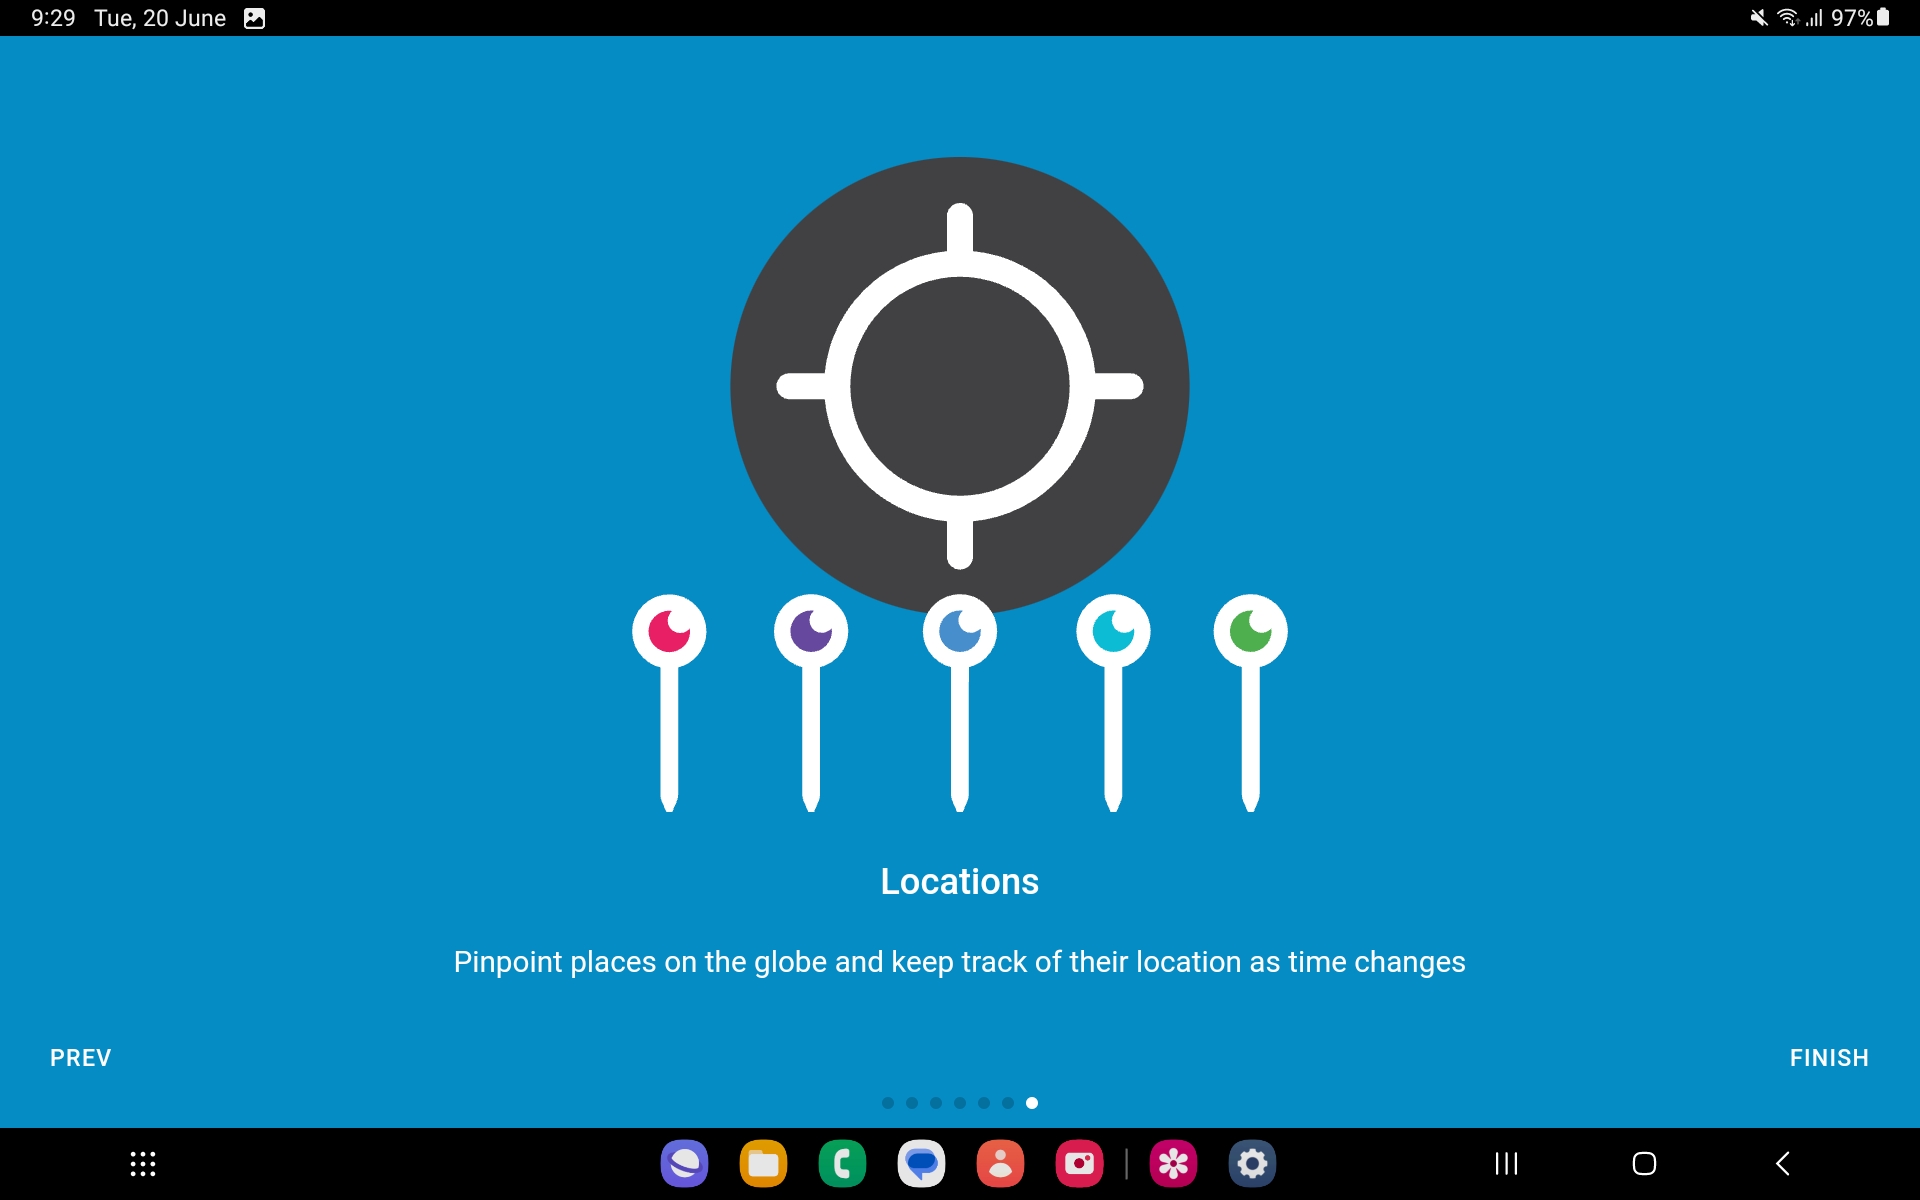 9:29 Tue, 20 June
97%
Locations
Pinpoint places on the globe and keep track of their location as time changes
PREV
FINISH